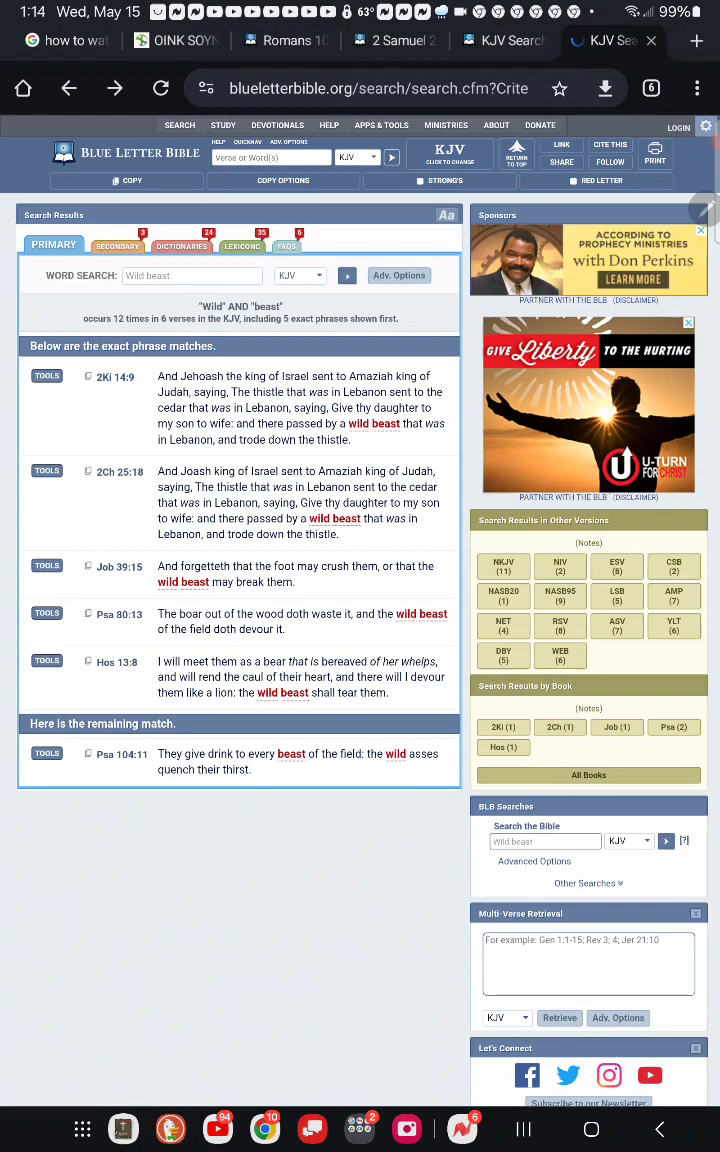 1:14 Wed, May 15
63°
99%
how to wat
OINK SOYN
Romans 10
2 Samuel 2
KJV Search
KJV Sea
blueletterbible.org/search/search.cfm?Crite
6
SEARCH STUDY DEVOTIONALS HELP APPS & TOOLS MINISTRIES ABOUT DONATE
LOGIN
BLUE LETTER BIBLE
HELP QUICKNAV ADV. OPTIONS
Verse or Word(s)
KJV
KJV
CLICK TO CHANGE
RETURN
TO TOP
LINK
CITE THIS
SHARE
FOLLOW
PRINT
COPY
COPY OPTIONS
STRONG'S
RED LETTER
Search Results
Aa
PRIMARY
SECONDARY
3
DICTIONARIES
24
LEXICONC
35
FAQS
6
WORD SEARCH:
Wild beast
KJV
Adv. Options
"Wild" AND "beast"
occurs 12 times in 6 verses in the KJV, including 5 exact phrases shown first.
Below are the exact phrase matches.
TOOLS
2Ki 14:9
And Jehoash the king of Israel sent to Amaziah king of
Judah, saying, The thistle that was in Lebanon sent to the
cedar that was in Lebanon, saying, Give thy daughter to
my son to wife: and there passed by a wild beast that was
in Lebanon, and trode down the thistle.
TOOLS
2Ch 25:18
And Joash king of Israel sent to Amaziah king of Judah,
saying, The thistle that was in Lebanon sent to the cedar
that was in Lebanon, saying, Give thy daughter to my son
to wife: and there passed by a wild beast that was in
Lebanon, and trode down the thistle.
TOOLS
Job 39:15
And forgetteth that the foot may crush them, or that the
wild beast may break them.
TOOLS
Psa 80:13
The boar out of the wood doth waste it, and the wild beast
of the field doth devour it.
TOOLS
Hos 13:8
I will meet them as a bear that is bereaved of her whelps,
and will rend the caul of their heart, and there will I devour
them like a lion: the wild beast shall tear them.
Here is the remaining match.
TOOLS
Psa 104:11
They give drink to every beast of the field: the wild asses
quench their thirst.
Sponsors
ACCORDING TO
PROPHECY MINISTRIES
with Don Perkins
LEARN MORE
PARTNER WITH THE BLB (DISCLAIMER)
GIVE Liberty TO THE HURTING
U-TURN
FOR CHRIST
PARTNER WITH THE BLB (DISCLAIMER)
Search Results in Other Versions
(Notes)
NKJV
(11)
NIV
(2)
ESV
(8)
CSB
(2)
NASB20
(1)
NASB95
(9)
LSB
(5)
AMP
(7)
NET
(4)
RSV
(8)
ASV
(7)
YLT
(6)
DBY
(5)
WEB
(6)
Search Results by Book
(Notes)
2Ki (1)
2Ch (1)
Job (1)
Psa (2)
Hos (1)
All Books
BLB Searches
Search the Bible
Wild beast
KJV
[?]
Advanced Options
Other Searches
Multi-Verse Retrieval
x
For example: Gen 1:1-15; Rev 3; 4; Jer 21:10
KJV
Retrieve
Adv. Options
Let's Connect
x
Subscribe to our Newsletter
94
10
2
6